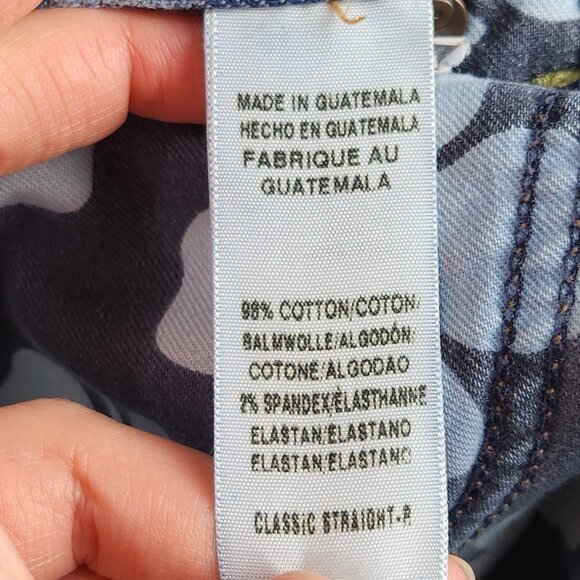 MADE IN GUATEMALA
HECHO EN GUATEMALA
FABRIQUE AU
GUATEMALA
98% COTTON/COTON
BALMWOLLE/ALGODÓN
COTONE/ALGODAO
2% SPANDEX/ÉLASTHANNE
ELASTAN/ELASTANO
ELASTAN/ELASTANO
CLASSIC STRAIGHT-R